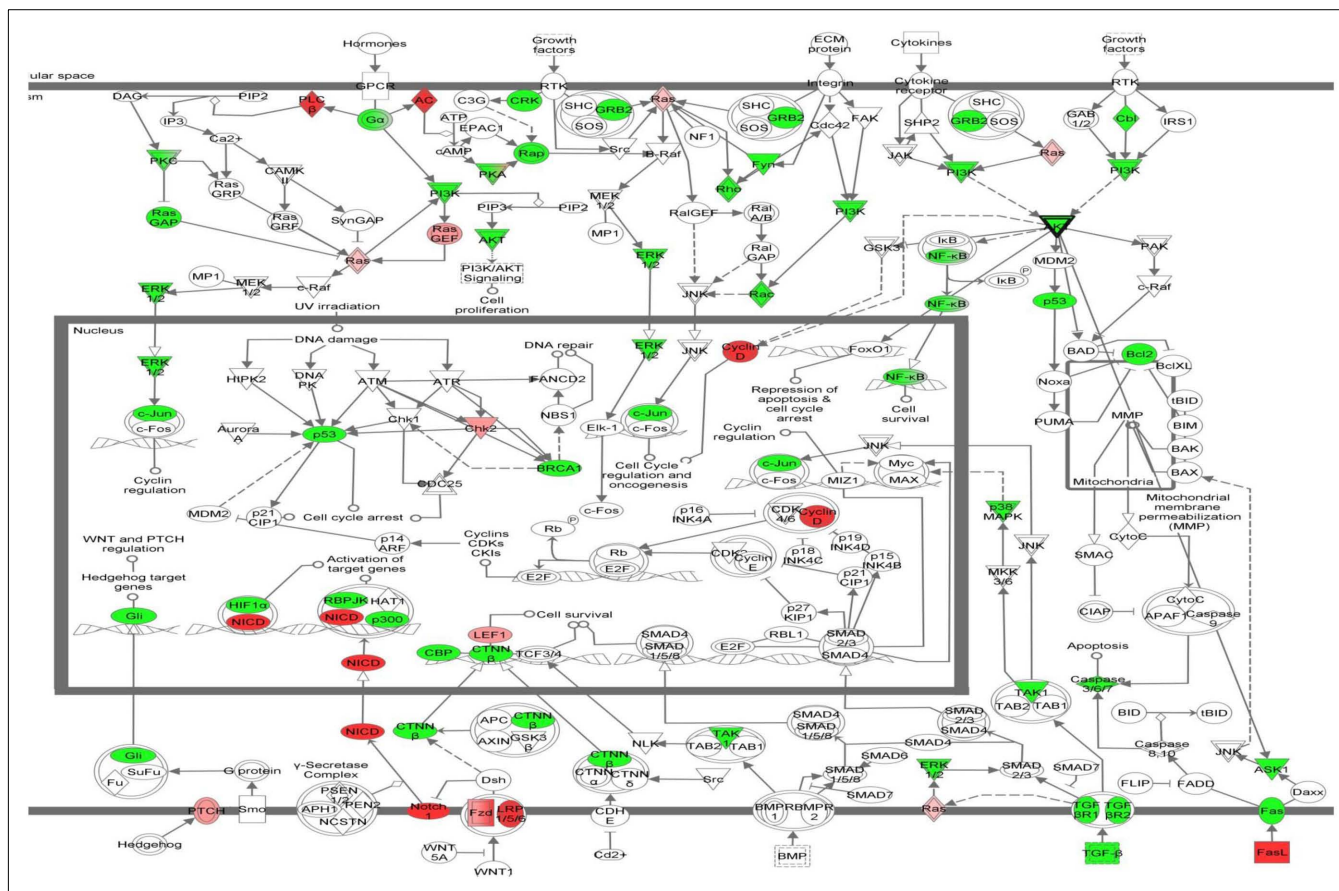 Hormones
Growth
factors
ECM
protein
Cytokines
Growth
factors
ular space
sm
GPCR
RTK
Integrin
Cytokine
receptor
RTK
DAG
PIP2
PLC
β
AC
C3G
CRK
SHC
GRB2
SOS
Ras
SHC
GRB2
SOS
Cdc42
FAK
SHC
GRB2
SOS
SHP2
GAB
1/2
Cbl
IRS1
IP3
Gα
ATP
EPAC1
cAMP
NF1
Ca2+
PKC
Rap
PKA
Src
B-Raf
Fyn
JAK
PI3K
Ras
PI3K
CAMK
II
Ras
GRP
PI3K
Rho
Ras
GAP
Ras
GRF
SynGAP
Ras
GEF
PIP3
PIP2
MEK
1/2
MP1
RalGEF
Ral
A/B
PI3K
AKT
Ras
PI3K/AKT
Signaling
Cell
proliferation
ERK
1/2
Ral
GAP
GSK3
IκB
NF-κB
IκB
P
MDM2
PAK
MP1
MEK
1/2
c-Raf
ERK
1/2
JNK
Rac
NF-κB
p53
c-Raf
UV irradiation
Nucleus
DNA damage
DNA repair
ERK
1/2
ERK
1/2
JNK
Cyclin
D
FoxO1
BAD
Bcl2
BclXL
HIPK2
DNA
PK
ATM
ATR
FANCD2
NF-κB
Noxa
tBID
Repression of
apoptosis &
cell cycle
arrest
Cell
survival
c-Jun
c-Fos
Aurora
A
p53
Chk1
Chk2
NBS1
Elk-1
c-Jun
c-Fos
MMP
PUMA
BIM
BAK
BAX
Cyclin
regulation
BRCA1
Cell Cycle
regulation and
oncogenesis
Cyclin
regulation
JNK
c-Jun
c-Fos
MIZ1
Myc
MAX
Mitochondria
CDC25
MDM2
p21
CIP1
Cell cycle arrest
c-Fos
p16
INK4A
CDK
4/6
Cyclin
D
p38
MAPK
Mitochondrial
membrane
permeabilization
(MMP)
p14
ARF
Cyclins
CDKs
CKIs
Rb
P
E2F
Rb
E2F
CDK
Cyclin
E
p18
INK4C
p19
INK4D
p21
CIP1
p15
INK4B
JNK
MKK
3/6
SMAC
CytoC
WNT and PTCH
regulation
Hedgehog target
genes
Activation of
target genes
Gli
HIF1α
NICD
RBPJK
HAT1
NICD
p300
Cell survival
LEF1
p27
KIP1
CIAP
CytoC
APAF1
Caspase
9
CBP
CTNN
β
TCF3/4
SMAD4
SMAD
1/5/8
E2F
RBL1
SMAD
2/3
SMAD4
NICD
Apoptosis
Caspase
3/6/7
TAK1
TAB2
TAB1
NICD
CTNN
β
APC
CTNN
β
AXIN
GSK3
β
NLK
TAK
1
TAB2
TAB1
SMAD4
SMAD
1/5/8
SMAD
2/3
SMAD4
BID
tBID
Gli
SuFu
Fu
G protein
γ-Secretase
Complex
PSEN
1/2
APH1
PEN2
NCSTN
Dsh
CTNN
β
CTNN
α
CTNN
δ
Src
SMAD4
SMAD6
SMAD
1/5/8
SMAD7
SMAD4
ERK
1/2
SMAD
2/3
SMAD7
Caspase
8,10
JNK
ASK1
FLIP
FADD
Daxx
PTCH
Smo
Notch
1
Fzd
LRP
1/5/6
CDH
E
BMPR
1
BMPR
2
Ras
TGF
βR1
TGF
βR2
Fas
Hedgehog
WNT
5A
WNT1
Cd2+
BMP
TGF-β
FasL